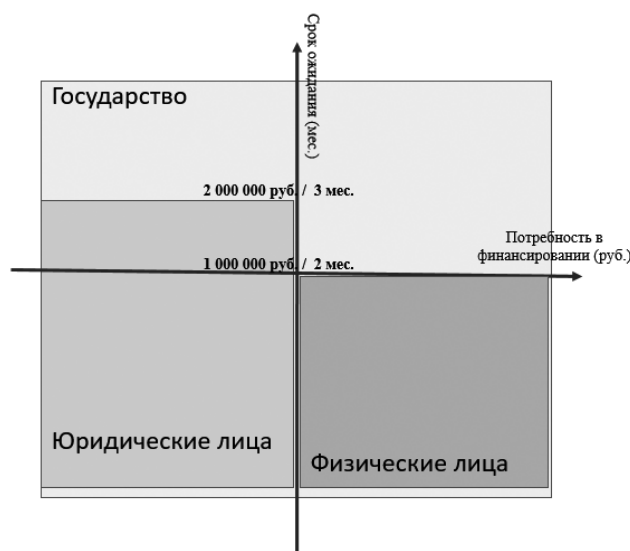 Срок ожидания (мес.)
Государство
2 000 000 руб. / 3 мес.
Потребность в
финансировании (руб.)
1 000 000 руб. / 2 мес.
Юридические лица
Физические лица